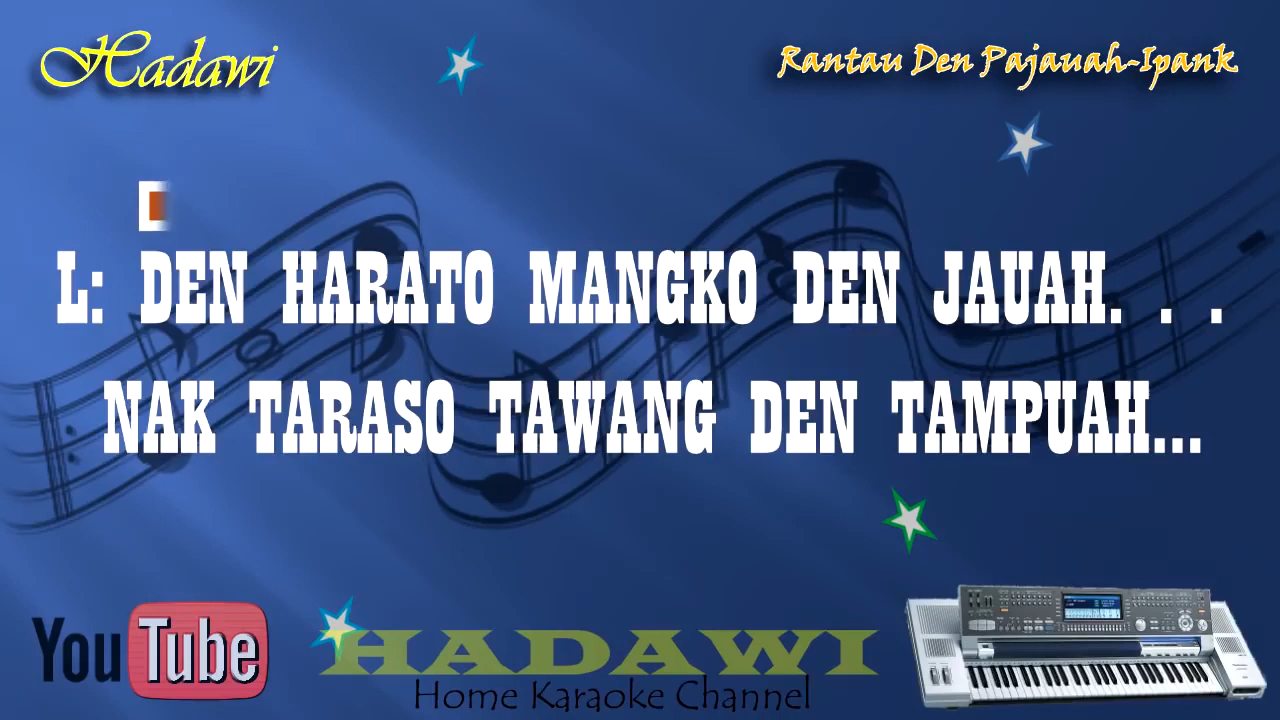 Hadawi
Rantau Den Pajauah-Ipank
L: DEN HARATO MANGKO DEN JAUAH. . .
NAK TARASO TAWANG DEN TAMPUAH...
YouTube
HADAWI
Home Karaoke Channel